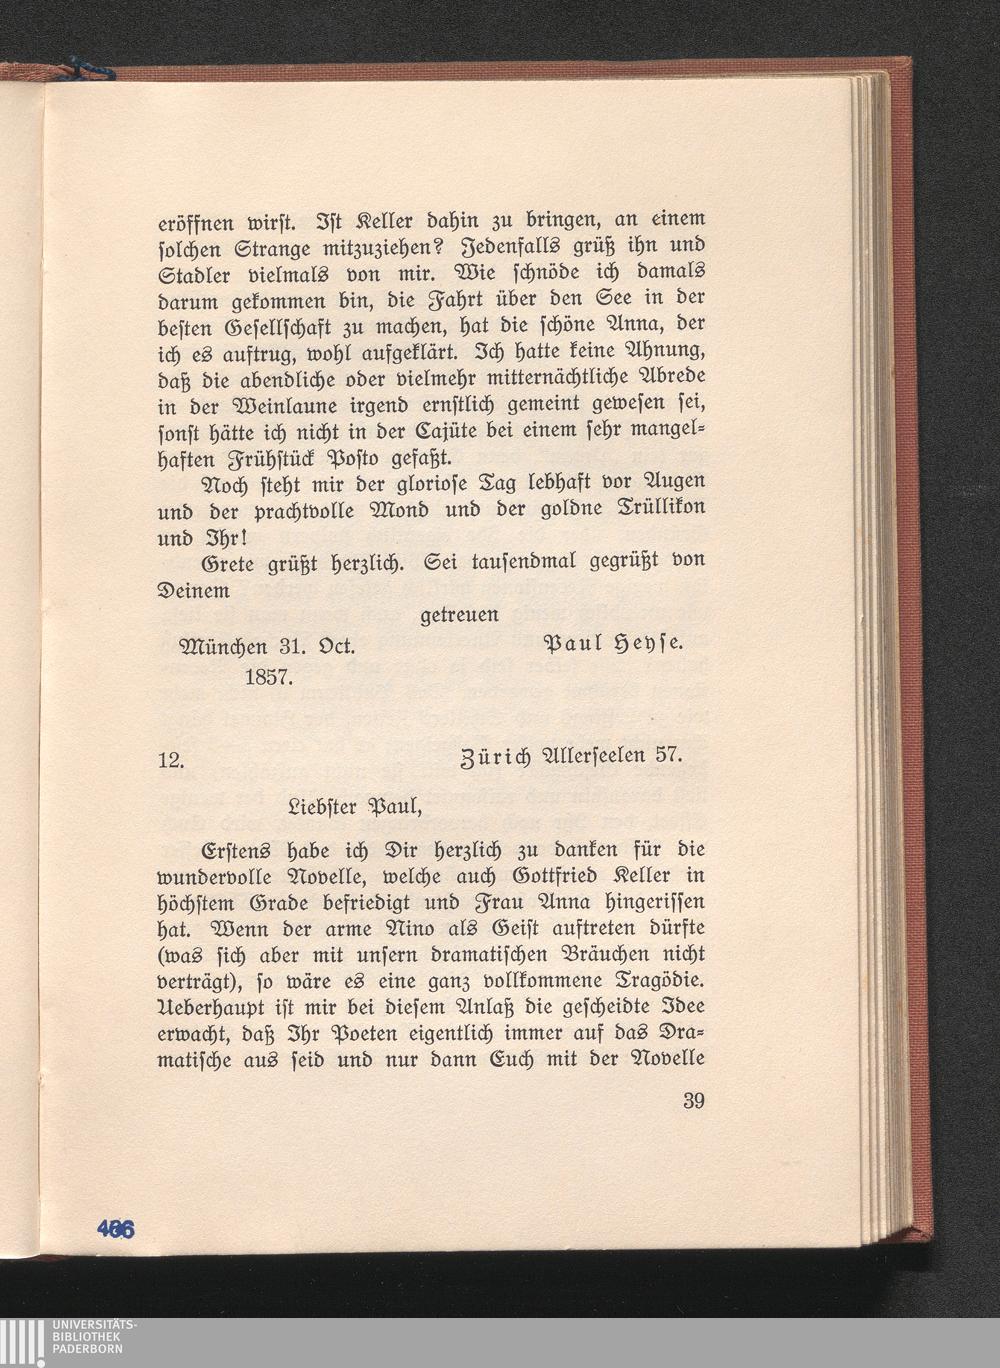 eröffnen wirst. Ist Keller dahin zu bringen, an einem
solchen Strange mitzuziehen? Jedenfalls grüß ihn und
Stadler vielmals von mir. Wie schnöde ich damals
darum gekommen bin, die Fahrt über den See in der
besten Gesellschaft zu machen, hat die schöne Anna, der
ich es auftrug, wohl aufgeklärt. Ich hatte keine Ahnung,
daß die abendliche oder vielmehr mitternächtliche Abrede
in der Weinlaune irgend ernstlich gemeint gewesen sei,
sonst hätte ich nicht in der Cajüte bei einem sehr mangel=
haften Frühstück Posto gefaßt.
Noch steht mir der gloriose Tag lebhaft vor Augen
und der prachtvolle Mond und der goldne Trüllikon
und Ihr!
Grete grüßt herzlich. Sei tausendmal gegrüßt von
Deinem
getreuen
München 31. Oct. Paul Heyse.
1857.
12. Zürich Allerseelen 57.
Liebster Paul,
Erstens habe ich Dir herzlich zu danken für die
wundervolle Novelle, welche auch Gottfried Keller in
höchstem Grade befriedigt und Frau Anna hingerissen
hat. Wenn der arme Nino als Geist auftreten dürfte
(was sich aber mit unsern dramatischen Bräuchen nicht
verträgt), so wäre es eine ganz vollkommene Tragödie.
Ueberhaupt ist mir bei diesem Anlaß die gescheidte Idee
erwacht, daß Ihr Poeten eigentlich immer auf das Dra=
matische aus seid und nur dann Euch mit der Novelle
39
UNIVERSITÄTS-
BIBLIOTHEK
PADERBORN